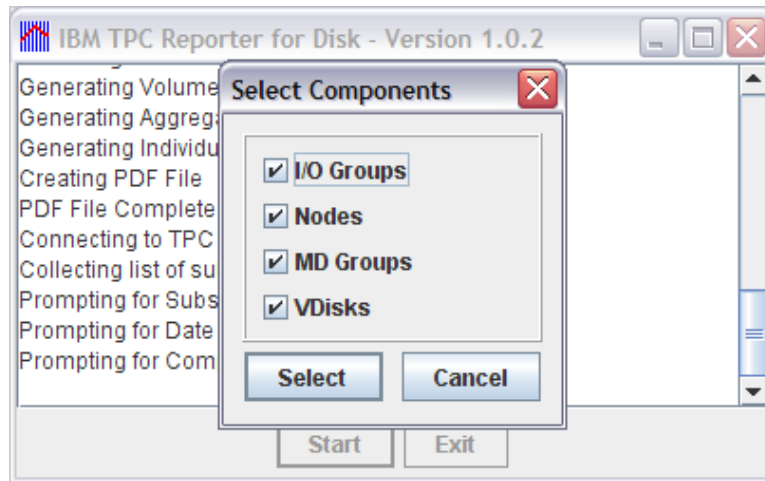 IBM TPC Reporter for Disk - Version 1.0.2
Generating Volume
Generating
Generating
Creating PDF File
PDF File Complete
Connecting to TPC
Collecting list of su
Prompting for Subs
Prompting for Date
Prompting for Com
Select Components
I/O Groups
Nodes
MD Groups
VDisks
Select Cancel
Start Exit